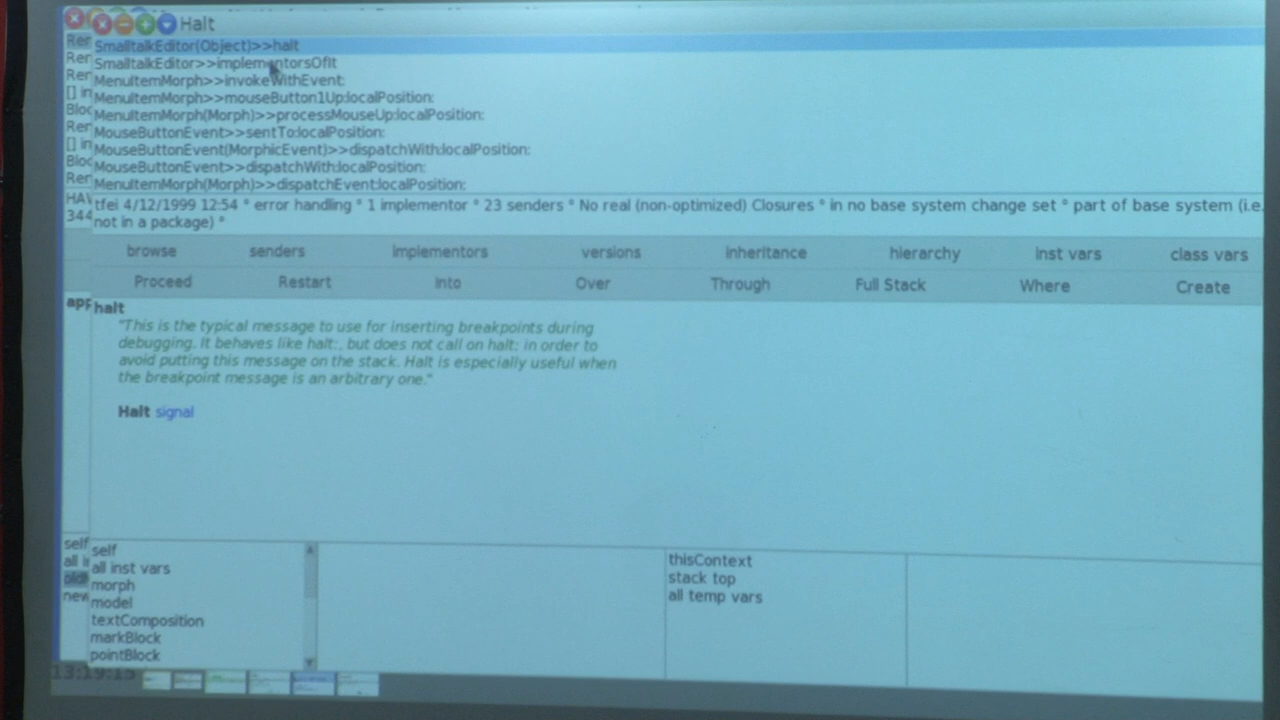 Halt
SmalltalkEditor(Object)>>halt
SmalltalkEditor>>implementorsOfIt
MenuItemMorph>>invokeWithEvent:
MenuItemMorph>>mouseButton1Up:localPosition:
MenuItemMorph(Morph)>>processMouseUp:localPosition:
MouseButtonEvent>>sentTo:localPosition:
MouseButtonEvent(MorphicEvent)>>dispatchWith:localPosition:
MouseButtonEvent>>dispatchWith:localPosition:
MenuItemMorph(Morph)>>dispatchEvent:localPosition:
tfei 4/12/1999 12:54 ° error handling ° 1 implementor ° 23 senders ° No real (non-optimized) Closures ° in no base system change set ° part of base system (i.e.
not in a package) °
browse senders implementors versions inheritance hierarchy inst vars class vars
Proceed Restart Into Over Through Full Stack Where Create
halt
"This is the typical message to use for inserting breakpoints during
debugging. It behaves like halt:, but does not call on halt: in order to
avoid putting this message on the stack. Halt is especially useful when
the breakpoint message is an arbitrary one."
Halt signal
self
all inst vars
morph
model
textComposition
markBlock
pointBlock
thisContext
stack top
all temp vars
13:19:15